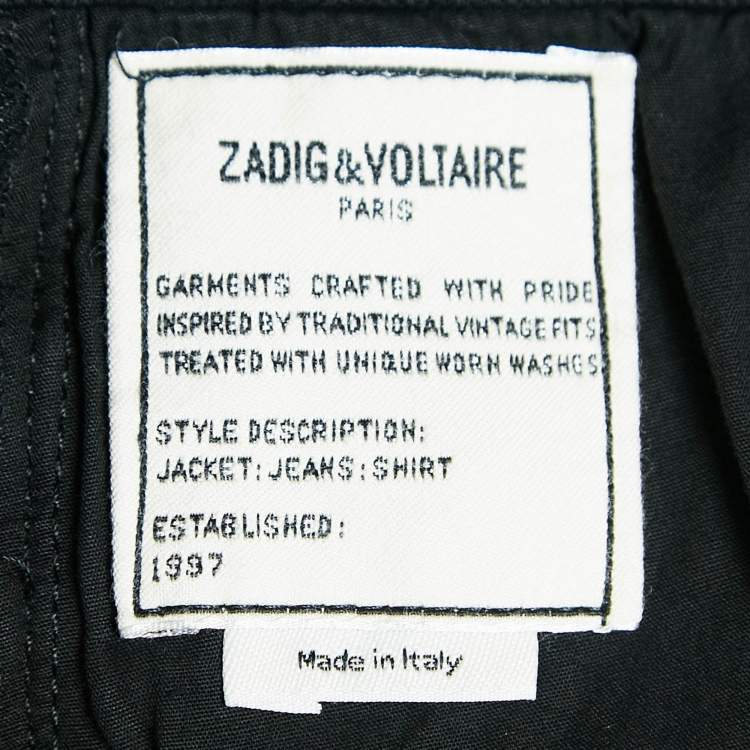 ZADIG&VOLTAIRE
PARIS
GARMENTS CRAFTED WITH PRIDE
INSPIRED BY TRADITIONAL VINTAGE FITS
TREATED WITH UNIQUE WORN WASHES
STYLE DESCRIPTION:
JACKET: JEANS: SHIRT
ESTABLISHED:
1997
Made in Italy